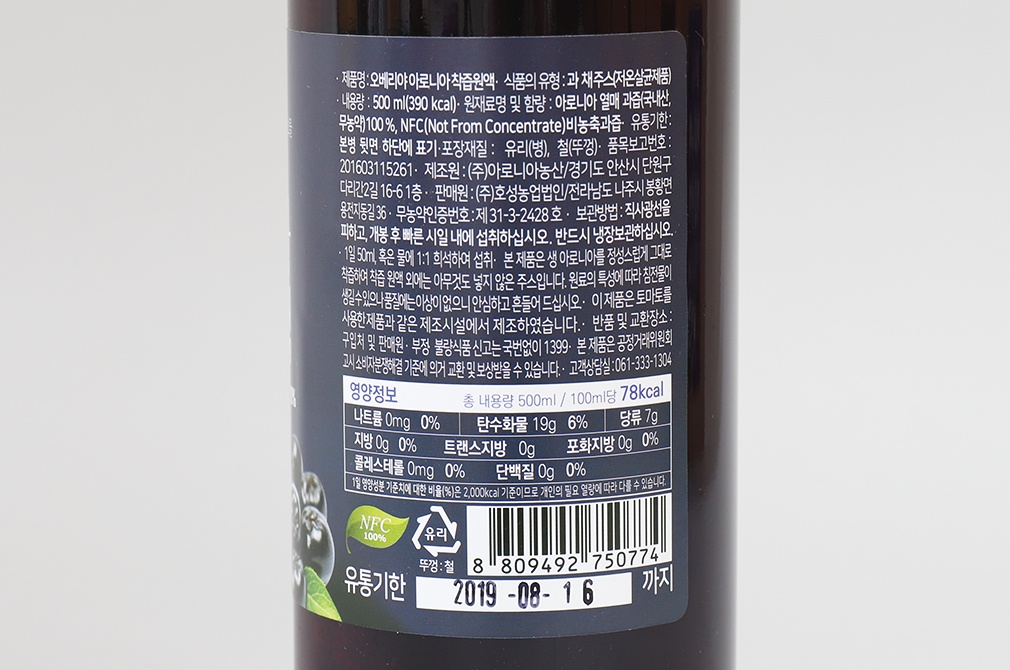 · 제품명 : 오베리야 아로니아 착즙원액 · 식품의 유형 : 과 채주스(저온살균제품)
· 내용량 : 500 ml(390 kcal) · 원재료명 및 함량 : 아로니아 열매 과즙(국내산,
무농약)100 %, NFC(Not From Concentrate)비농축과즙 · 유통기한 :
본병 뒷면 하단에 표기 · 포장재질 : 유리(병), 철(뚜껑) · 품목보고번호 :
201603115261 · 제조원 : (주)아로니아농산/경기도 안산시 단원구
다리간2길 16-6 1층 · 판매원 : (주)호성농업법인/전라남도 나주시 봉황면
용전지동길 36 · 무농약인증번호 : 제 31-3-2428 호 · 보관방법 : 직사광선을
피하고, 개봉 후 빠른 시일 내에 섭취하십시오. 반드시 냉장보관하십시오.
· 1일 50ml, 혹은 물에 1:1 희석하여 섭취 · 본 제품은 생 아로니아를 정성스럽게 그대로
착즙하여 착즙 원액 외에는 아무것도 넣지 않은 주스입니다. 원료의 특성에 따라 침전물이
생길 수 있으나 품질에는 이상이 없으니 안심하고 흔들어 드십시오 · 이 제품은 토마토를
사용한 제품과 같은 제조시설에서 제조하였습니다. · 반품 및 교환장소 :
구입처 및 판매원 · 부정 불량식품 신고는 국번없이 1399 · 본 제품은 공정거래위원회
고시 소비자분쟁해결 기준에 의거 교환 및 보상받을 수 있습니다. · 고객상담실 : 061-333-1304
영양정보 총 내용량 500ml / 100ml당 78kcal
나트륨 0mg 0% 탄수화물 19g 6% 당류 7g
지방 0g 0% 트랜스지방 0g 포화지방 0g 0%
콜레스테롤 0mg 0% 단백질 0g 0%
1일 영양성분 기준치에 대한 비율(%)은 2,000kcal 기준이므로 개인의 필요 열량에 따라 다를 수 있습니다.
NFC
100%
유리
뚜껑 : 철
8 809492 750774
유통기한 2019 -08- 1 6 까지